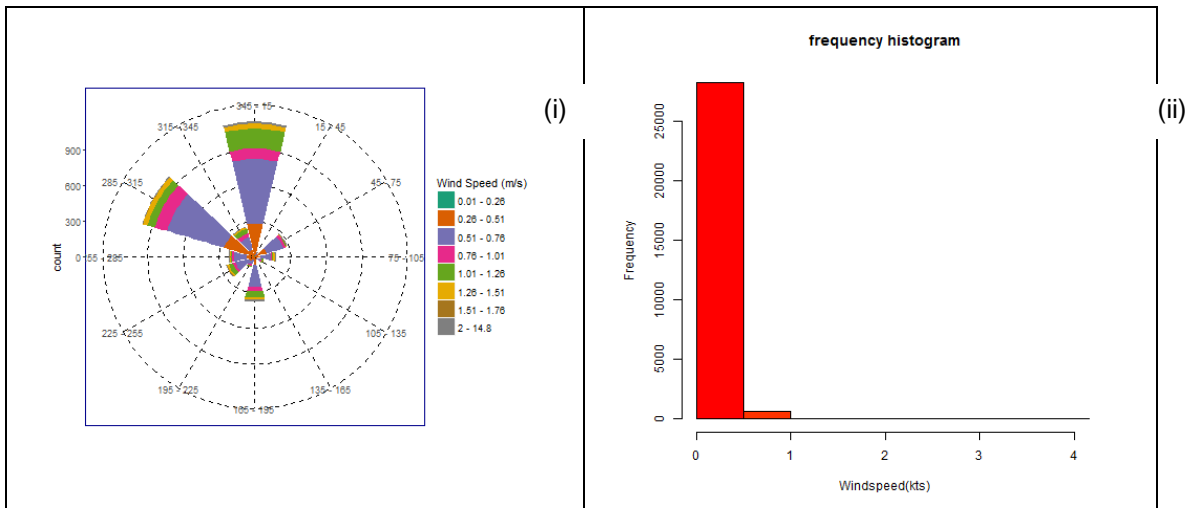 345 - 15
315 - 345
15 - 45
285 - 315
45 - 75
255 - 285
75 - 105
225 - 255
105 - 135
195 - 225
135 - 165
165 - 195
900
600
300
0
count
Wind Speed (m/s)
0.01 - 0.26
0.26 - 0.51
0.51 - 0.76
0.76 - 1.01
1.01 - 1.26
1.26 - 1.51
1.51 - 1.76
2 - 14.8
(i)
frequency histogram
Frequency
25000
20000
15000
10000
5000
0
0 1 2 3 4
Windspeed(kts)
(ii)